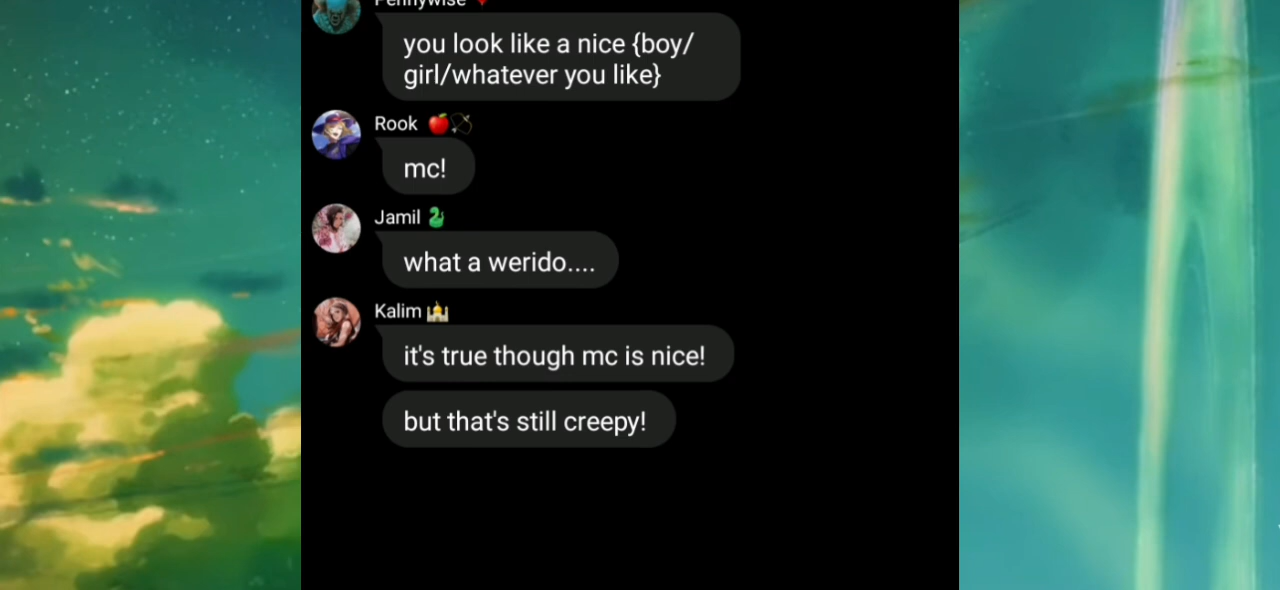 Pennywise
you look like a nice {boy/
girl/whatever you like}
Rook 🍎🏹
mc!
Jamil 🐍
what a werido....
Kalim 🕌
it's true though mc is nice!
but that's still creepy!